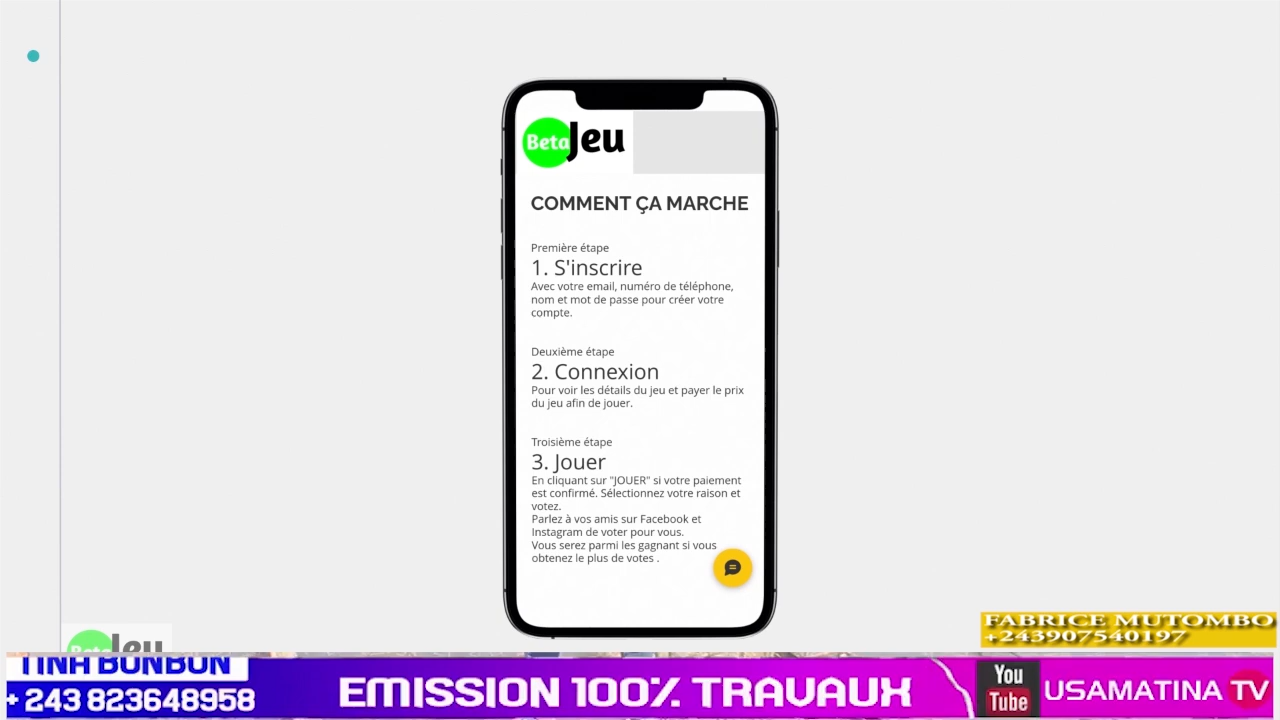 Beta Jeu
COMMENT ÇA MARCHE
Première étape
1. S'inscrire
Avec votre email, numéro de téléphone,
nom et mot de passe pour créer votre
compte.
Deuxième étape
2. Connexion
Pour voir les détails du jeu et payer le prix
du jeu afin de jouer.
Troisième étape
3. Jouer
En cliquant sur "JOUER" si votre paiement
est confirmé. Sélectionnez votre raison et
votez.
Parlez à vos amis sur Facebook et
Instagram de voter pour vous.
Vous serez parmi les gagnant si vous
obtenez le plus de votes .
FABRICE MUTOMBO
+243907540197
Beta Jeu
TINA BONBON
+ 243 823648958
EMISSION 100% TRAVAUX
You
Tube
USAMATINA TV